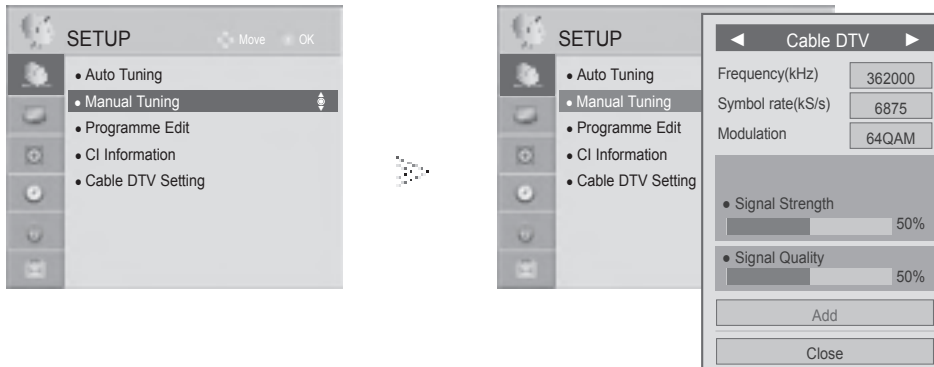 SETUP
Move OK
• Auto Tuning
• Manual Tuning
• Programme Edit
• CI Information
• Cable DTV Setting
SETUP
• Auto Tuning
• Manual Tuning
• Programme Edit
• CI Information
• Cable DTV Setting
◄ Cable DTV ►
Frequency(kHz) 362000
Symbol rate(kS/s) 6875
Modulation 64QAM
• Signal Strength
50%
• Signal Quality
50%
Add
Close